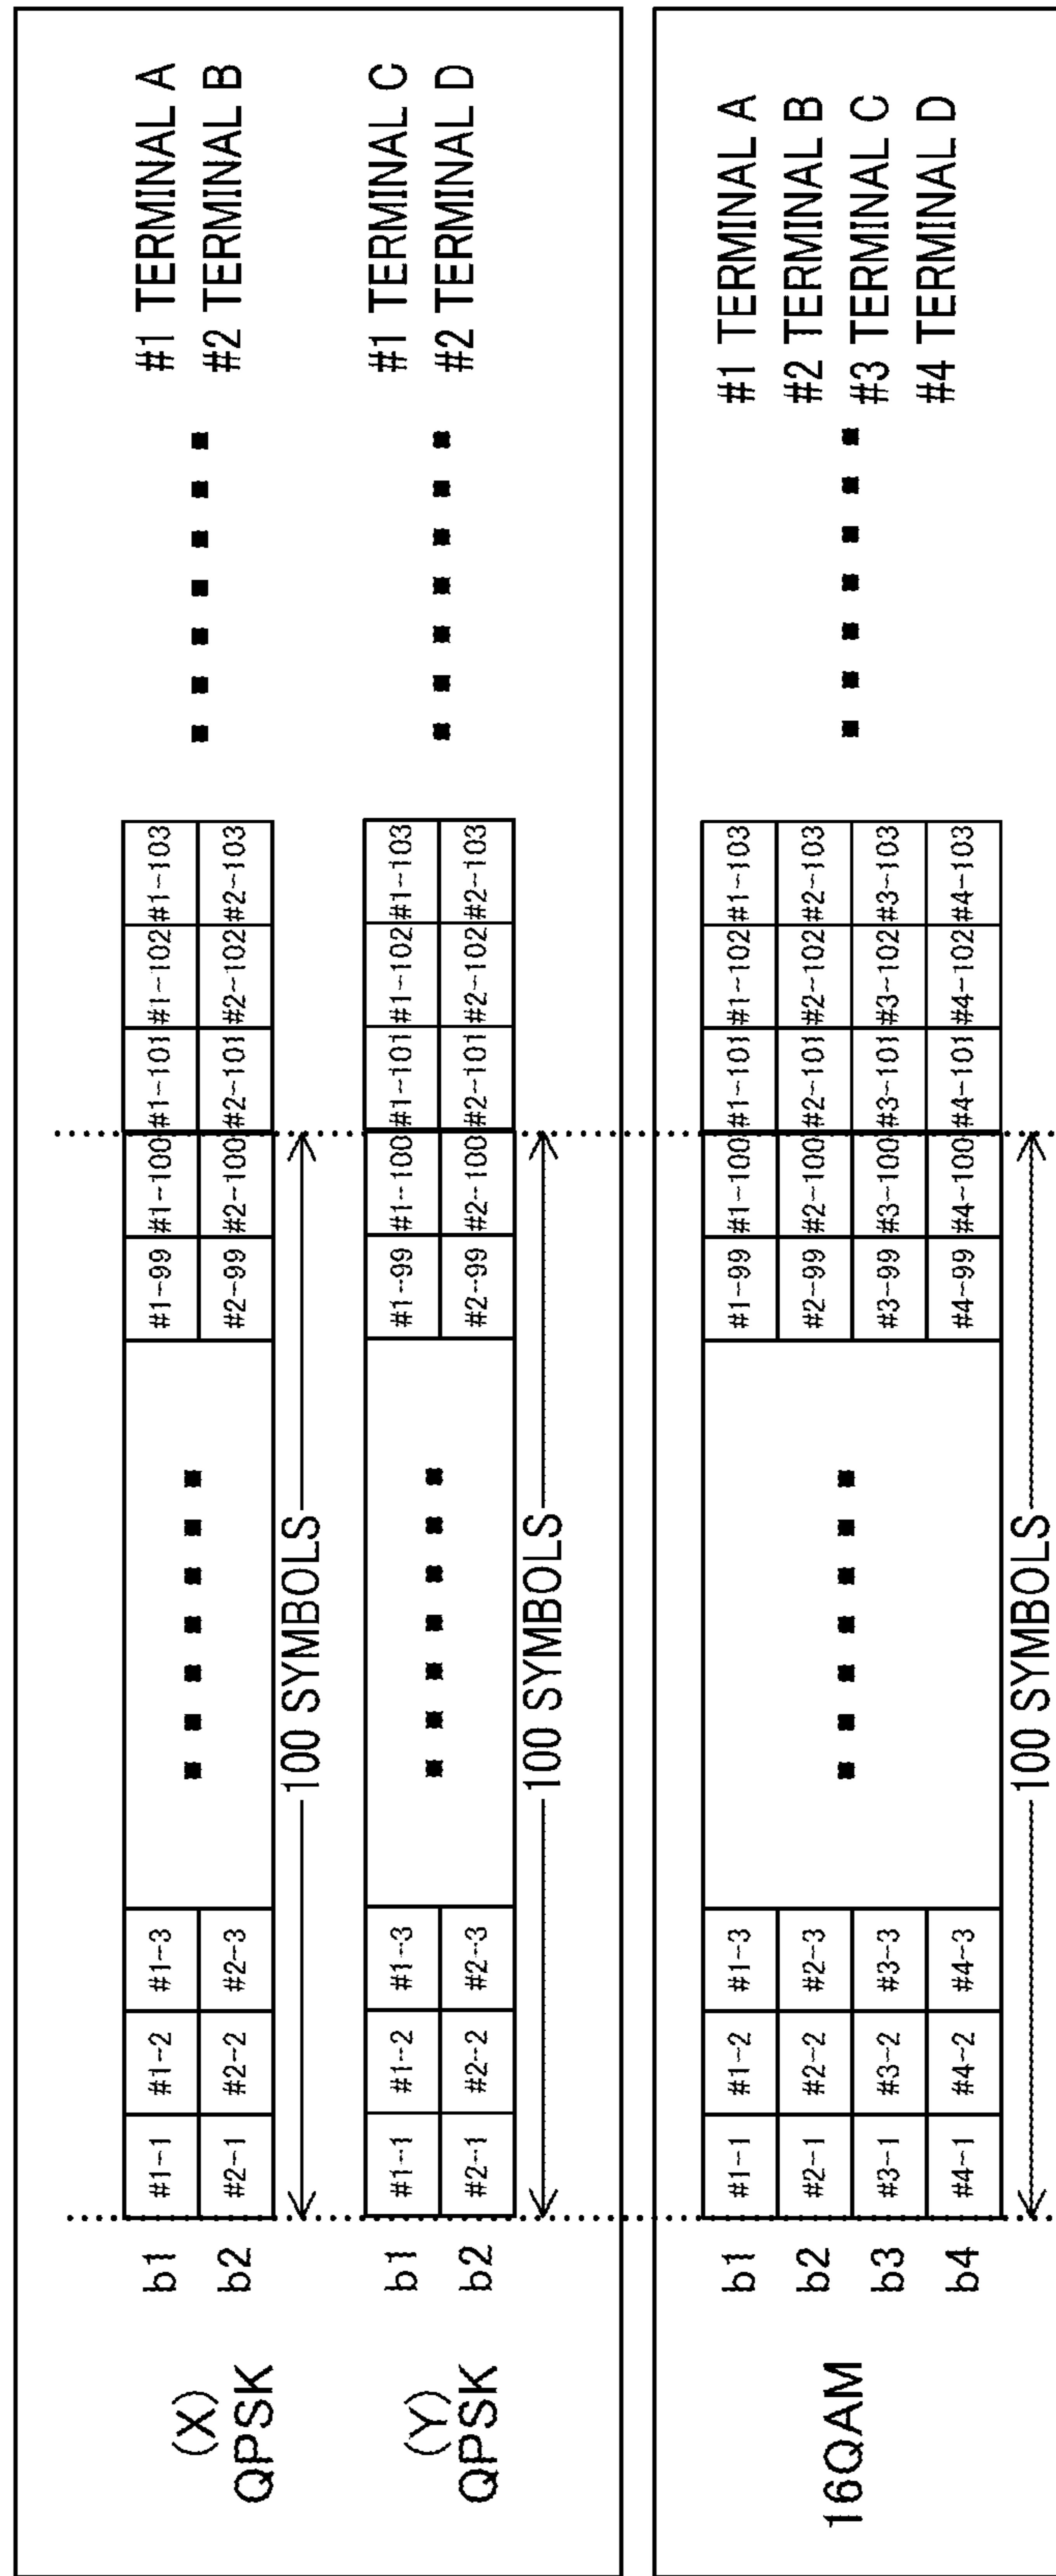 (X)
QPSK
b1 #1-1 #1-2 #1-3 #1-99 #1-100 #1-101 #1-102 #1-103 #1 TERMINAL A
b2 #2-1 #2-2 #2-3 #2-99 #2-100 #2-101 #2-102 #2-103 #2 TERMINAL B
100 SYMBOLS
(Y)
QPSK
b1 #1-1 #1-2 #1-3 #1-99 #1-100 #1-101 #1-102 #1-103 #1 TERMINAL C
b2 #2-1 #2-2 #2-3 #2-99 #2-100 #2-101 #2-102 #2-103 #2 TERMINAL D
100 SYMBOLS
16QAM
b1 #1-1 #1-2 #1-3 #1-99 #1-100 #1-101 #1-102 #1-103 #1 TERMINAL A
b2 #2-1 #2-2 #2-3 #2-99 #2-100 #2-101 #2-102 #2-103 #2 TERMINAL B
b3 #3-1 #3-2 #3-3 #3-99 #3-100 #3-101 #3-102 #3-103 #3 TERMINAL C
b4 #4-1 #4-2 #4-3 #4-99 #4-100 #4-101 #4-102 #4-103 #4 TERMINAL D
100 SYMBOLS